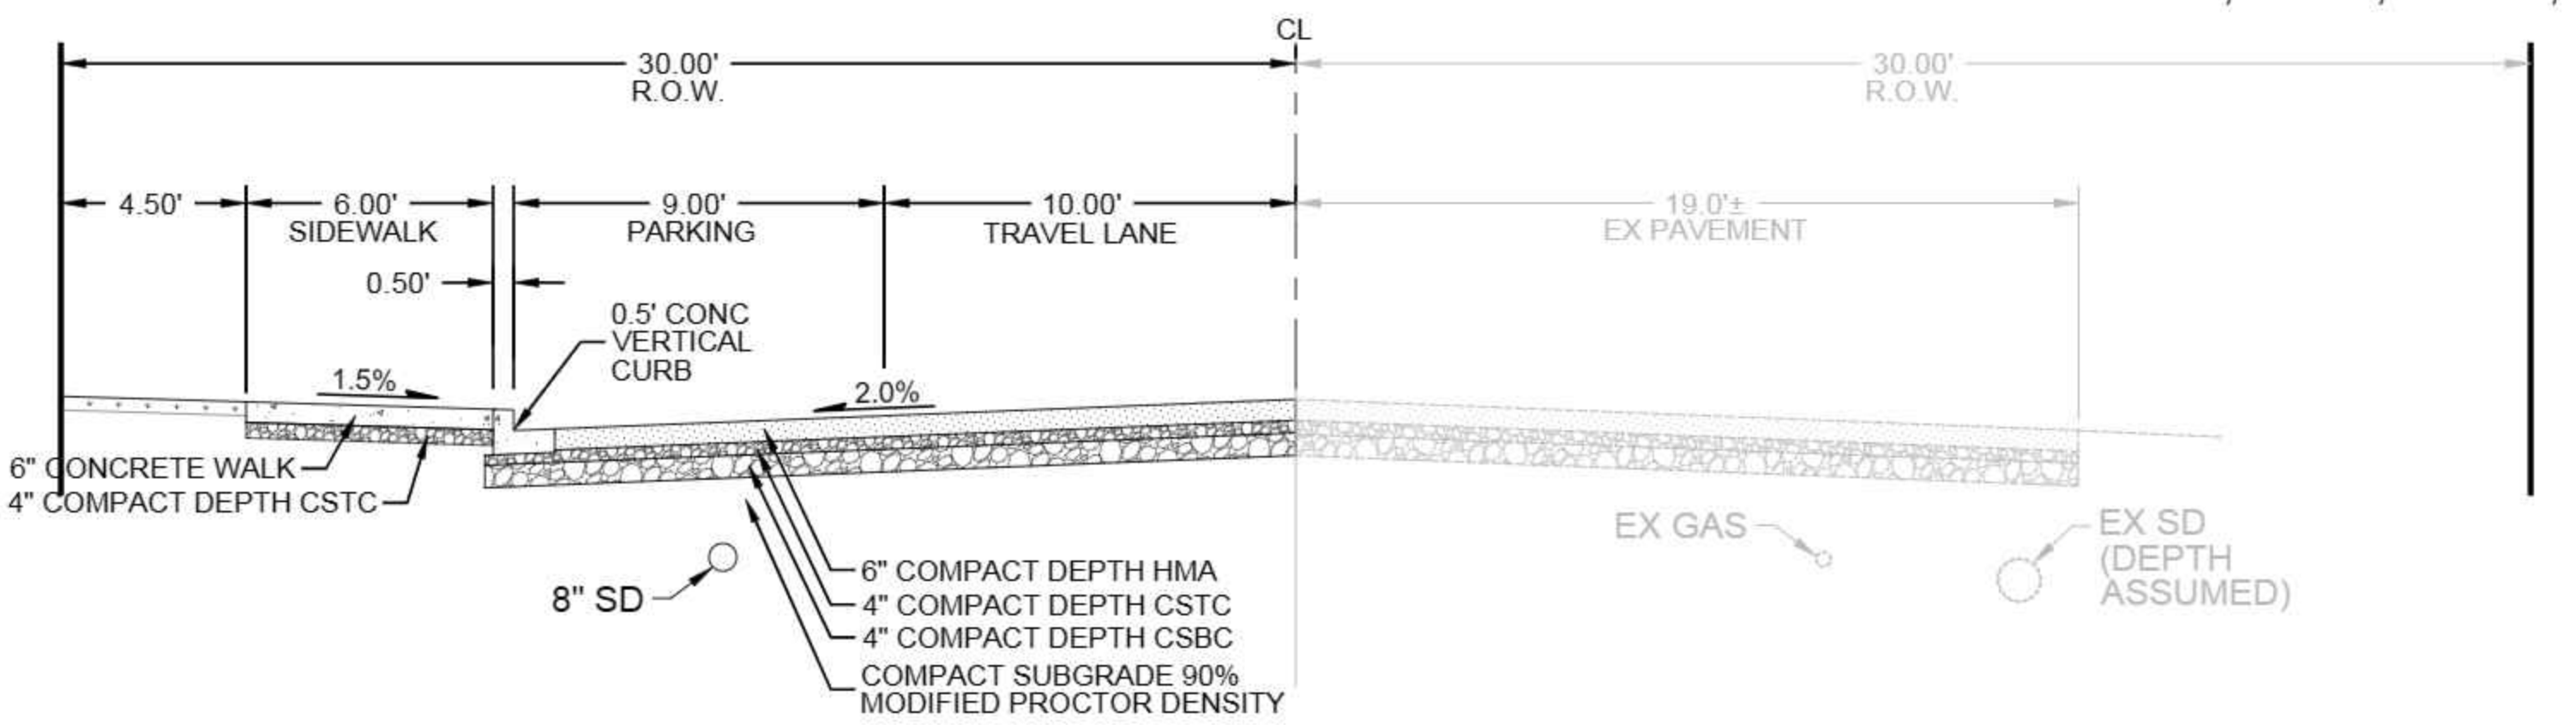 CL
30.00'
R.O.W.
30.00'
R.O.W.
4.50'
6.00'
SIDEWALK
9.00'
PARKING
10.00'
TRAVEL LANE
19.0'±
EX PAVEMENT
0.50'
0.5' CONC
VERTICAL
CURB
1.5%
2.0%
6" CONCRETE WALK
4" COMPACT DEPTH CSTC
8" SD
6" COMPACT DEPTH HMA
4" COMPACT DEPTH CSTC
4" COMPACT DEPTH CSBC
COMPACT SUBGRADE 90%
MODIFIED PROCTOR DENSITY
EX GAS
EX SD
(DEPTH
ASSUMED)